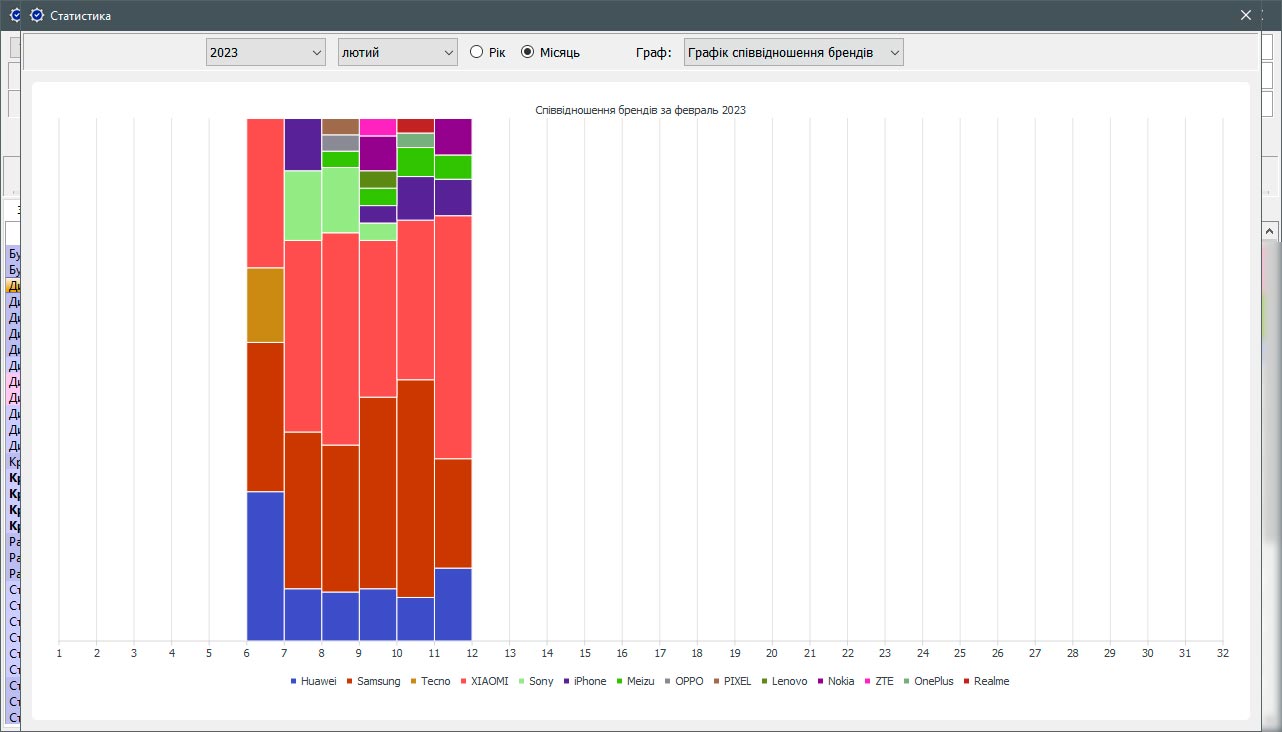 Статистика
2023 лютий Рік Місяць Граф: Графік співвідношення брендів
Співвідношення брендів за февраль 2023
1 2 3 4 5 6 7 8 9 10 11 12 13 14 15 16 17 18 19 20 21 22 23 24 25 26 27 28 29 30 31 32
Huawei Samsung Tecno XIAOMI Sony iPhone Meizu OPPO PIXEL Lenovo Nokia ZTE OnePlus Realme